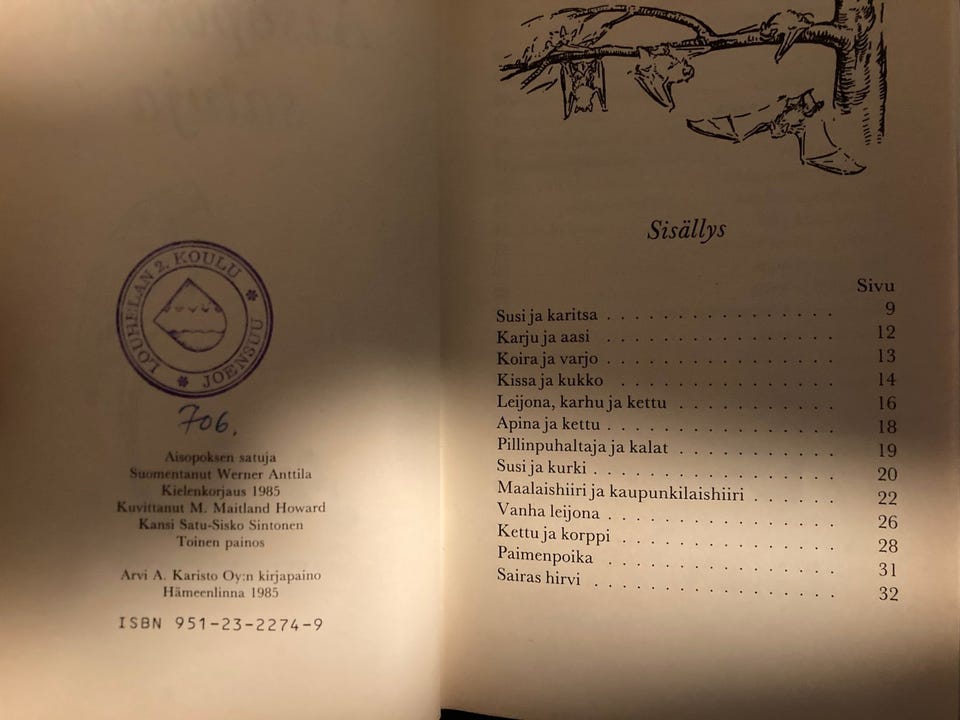 LOUHELAN 2. KOULU
JOENSUU
706.
Aisopoksen satuja
Suomentanut Werner Anttila
Kielenkorjaus 1985
Kuvittanut M. Maitland Howard
Kansi Satu-Sisko Sintonen
Toinen painos
Arvi A. Karisto Oy:n kirjapaino
Hämeenlinna 1985
ISBN 951-23-2274-9
Sisällys
Sivu
Susi ja karitsa . . . . . . . . . . . . . . . . 9
Karju ja aasi . . . . . . . . . . . . . . . . 12
Koira ja varjo . . . . . . . . . . . . . . . 13
Kissa ja kukko . . . . . . . . . . . . . . . 14
Leijona, karhu ja kettu . . . . . . . . . . . 16
Apina ja kettu . . . . . . . . . . . . . . . 18
Pillinpuhaltaja ja kalat . . . . . . . . . . . 19
Susi ja kurki . . . . . . . . . . . . . . . . 20
Maalaishiiri ja kaupunkilaishiiri . . . . . . 22
Vanha leijona . . . . . . . . . . . . . . . 26
Kettu ja korppi . . . . . . . . . . . . . . 28
Paimenpoika . . . . . . . . . . . . . . . 31
Sairas hirvi . . . . . . . . . . . . . . . . 32